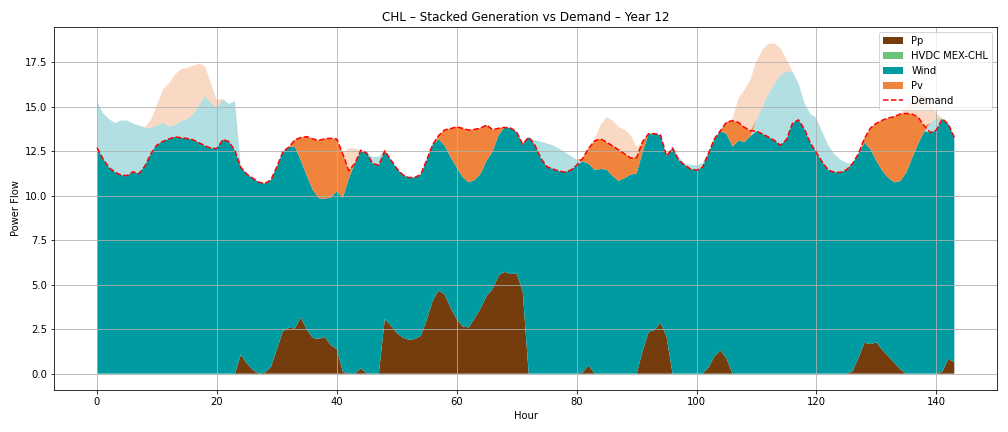 CHL – Stacked Generation vs Demand – Year 12
Pp
HVDC MEX-CHL
Wind
Pv
Demand
Power Flow
17.5
15.0
12.5
10.0
7.5
5.0
2.5
0.0
0 20 40 60 80 100 120 140
Hour